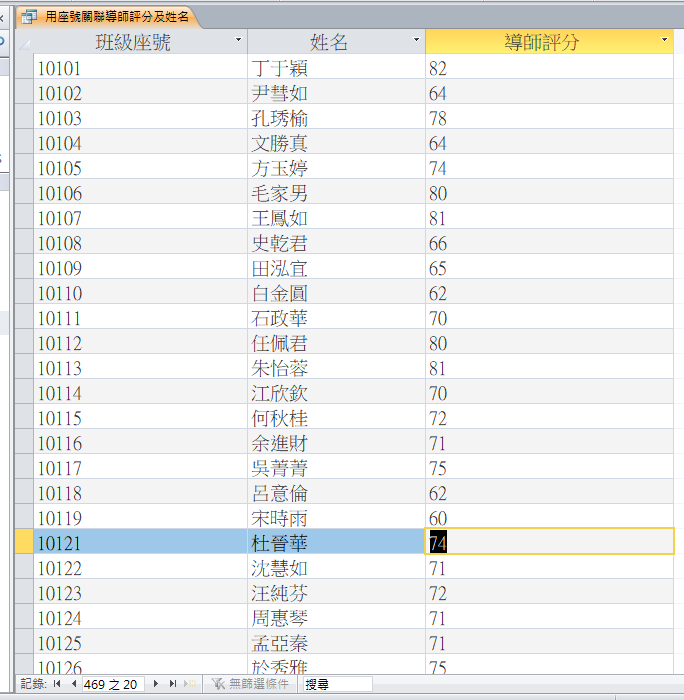 用座號關聯導師評分及姓名
班級座號 姓名 導師評分
10101 丁于穎 82
10102 尹彗如 64
10103 孔琇榆 78
10104 文勝真 64
10105 方玉婷 74
10106 毛家男 80
10107 王鳳如 81
10108 史乾君 66
10109 田泓宜 65
10110 白金圓 62
10111 石政華 70
10112 任佩君 80
10113 朱怡蓉 81
10114 江欣欽 70
10115 何秋桂 72
10116 余進財 71
10117 吳菁菁 75
10118 呂意倫 62
10119 宋時雨 60
10121 杜晉華 74
10122 沈慧如 71
10123 汪純芬 72
10124 周惠琴 71
10125 孟亞秦 71
10126 於秀雅 75
記錄: 469 之 20 無篩選條件 搜尋